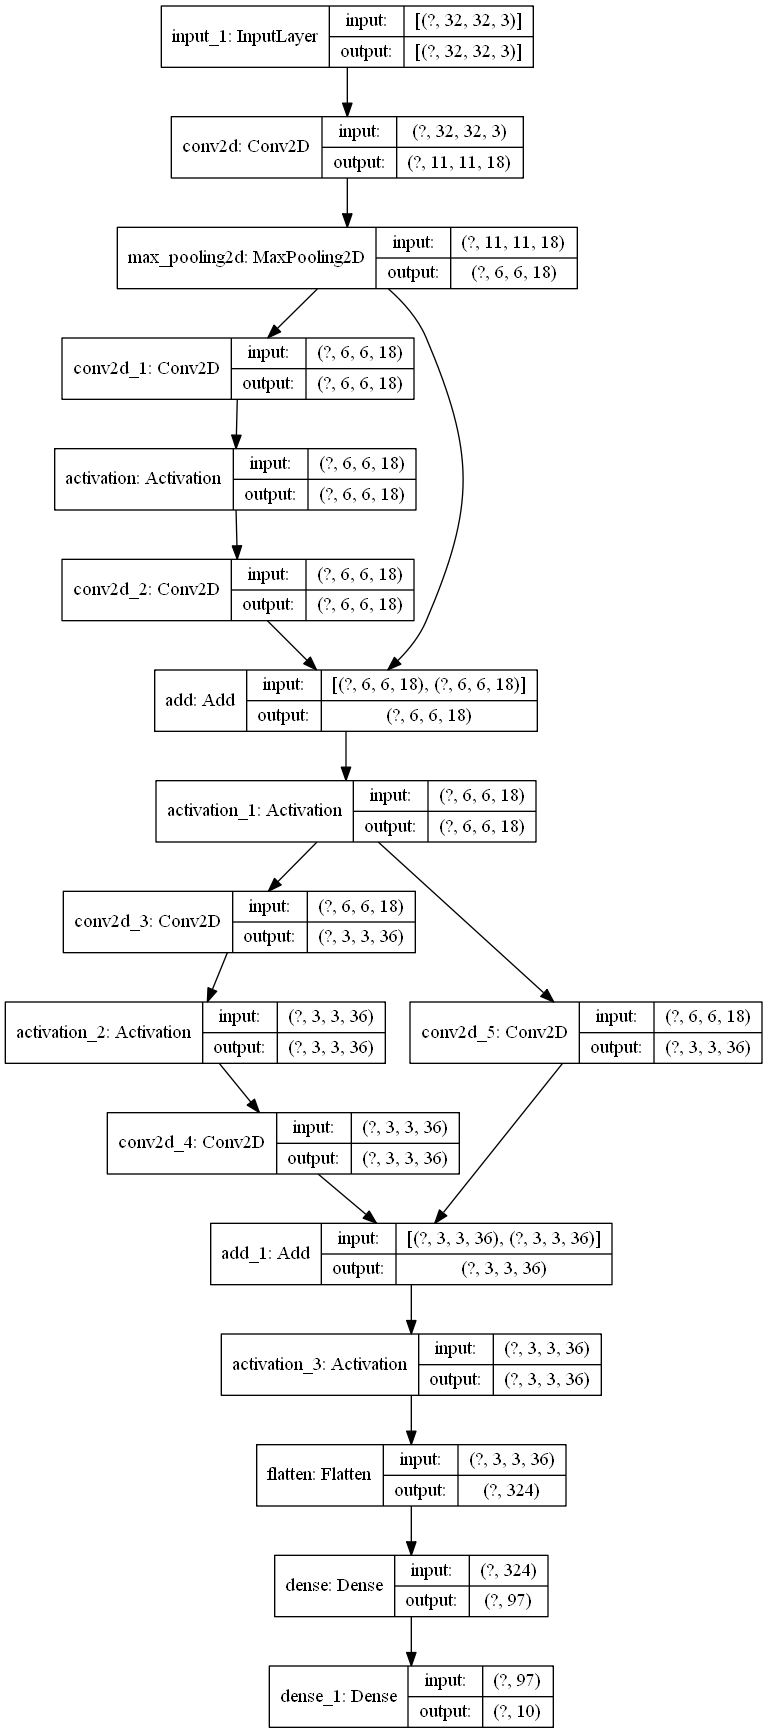 input_1: InputLayer
input: [(?, 32, 32, 3)]
output: [(?, 32, 32, 3)]
conv2d: Conv2D
input: (?, 32, 32, 3)
output: (?, 11, 11, 18)
max_pooling2d: MaxPooling2D
input: (?, 11, 11, 18)
output: (?, 6, 6, 18)
conv2d_1: Conv2D
input: (?, 6, 6, 18)
output: (?, 6, 6, 18)
activation: Activation
input: (?, 6, 6, 18)
output: (?, 6, 6, 18)
conv2d_2: Conv2D
input: (?, 6, 6, 18)
output: (?, 6, 6, 18)
add: Add
input: [(?, 6, 6, 18), (?, 6, 6, 18)]
output: (?, 6, 6, 18)
activation_1: Activation
input: (?, 6, 6, 18)
output: (?, 6, 6, 18)
conv2d_3: Conv2D
input: (?, 6, 6, 18)
output: (?, 3, 3, 36)
activation_2: Activation
input: (?, 3, 3, 36)
output: (?, 3, 3, 36)
conv2d_5: Conv2D
input: (?, 6, 6, 18)
output: (?, 3, 3, 36)
conv2d_4: Conv2D
input: (?, 3, 3, 36)
output: (?, 3, 3, 36)
add_1: Add
input: [(?, 3, 3, 36), (?, 3, 3, 36)]
output: (?, 3, 3, 36)
activation_3: Activation
input: (?, 3, 3, 36)
output: (?, 3, 3, 36)
flatten: Flatten
input: (?, 3, 3, 36)
output: (?, 324)
dense: Dense
input: (?, 324)
output: (?, 97)
dense_1: Dense
input: (?, 97)
output: (?, 10)